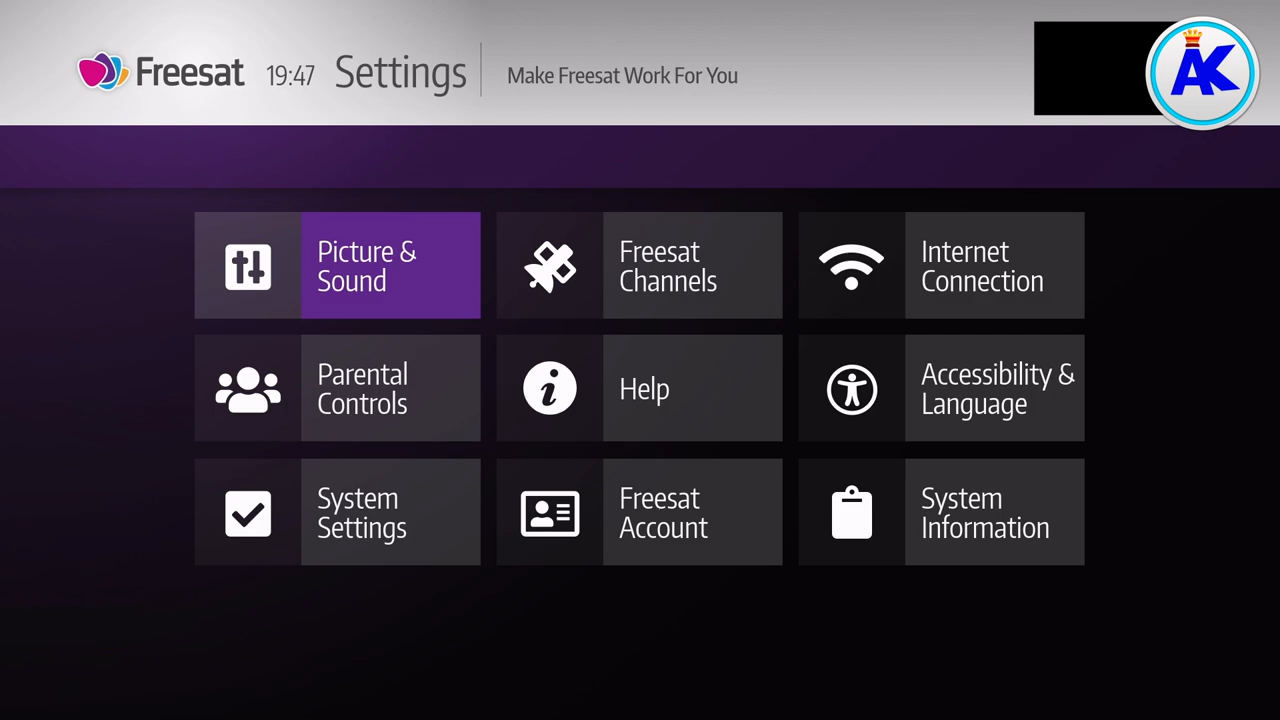 Freesat 19:47 Settings Make Freesat Work For You
AK
Picture &
Sound
Freesat
Channels
Internet
Connection
Parental
Controls
Help
Accessibility &
Language
System
Settings
Freesat
Account
System
Information